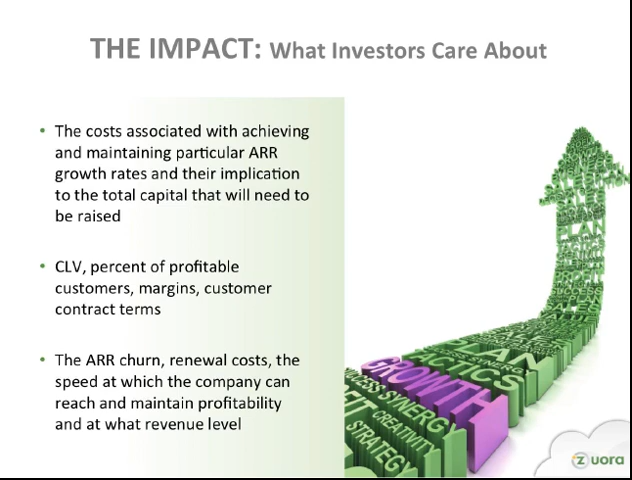 THE IMPACT: What Investors Care About
• The costs associated with achieving
and maintaining particular ARR
growth rates and their implication
to the total capital that will need to
be raised
• CLV, percent of profitable
customers, margins, customer
contract terms
• The ARR churn, renewal costs, the
speed at which the company can
reach and maintain profitability
and at what revenue level
PLAN
TACTICS
GROWTH
SUCCESS SYNERGY
CREATIVITY
STRATEGY
zuora